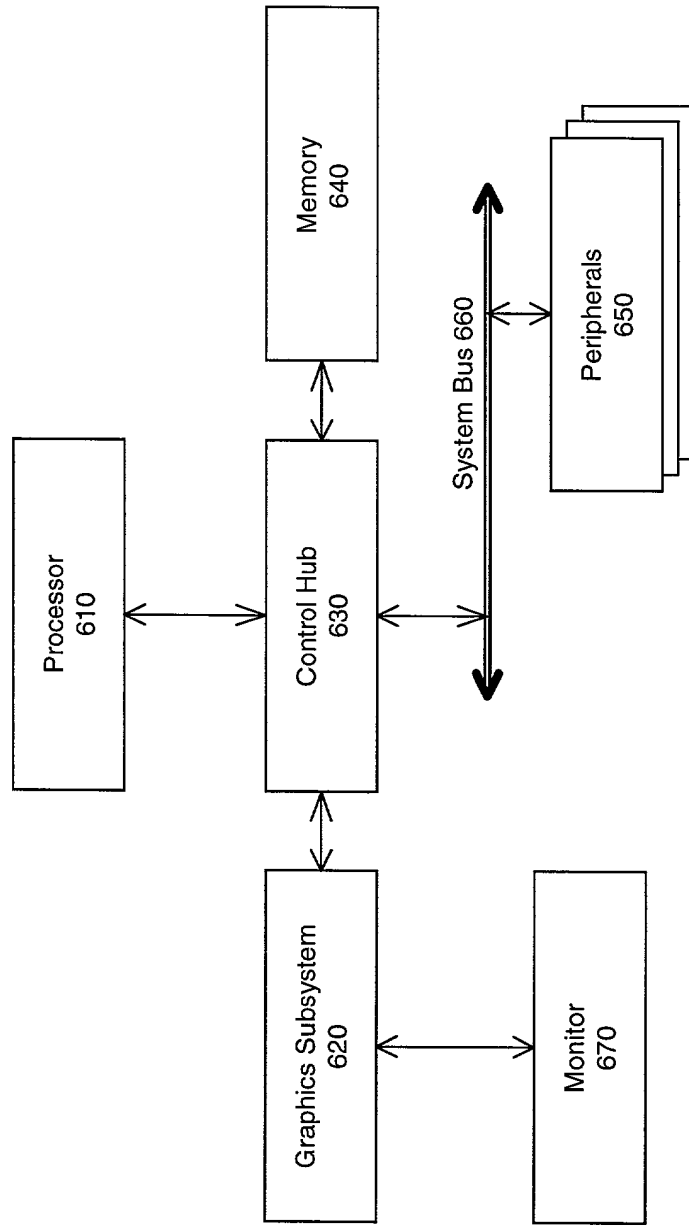 Processor
610
Graphics Subsystem
620
Control Hub
630
Memory
640
System Bus 660
Monitor
670
Peripherals
650